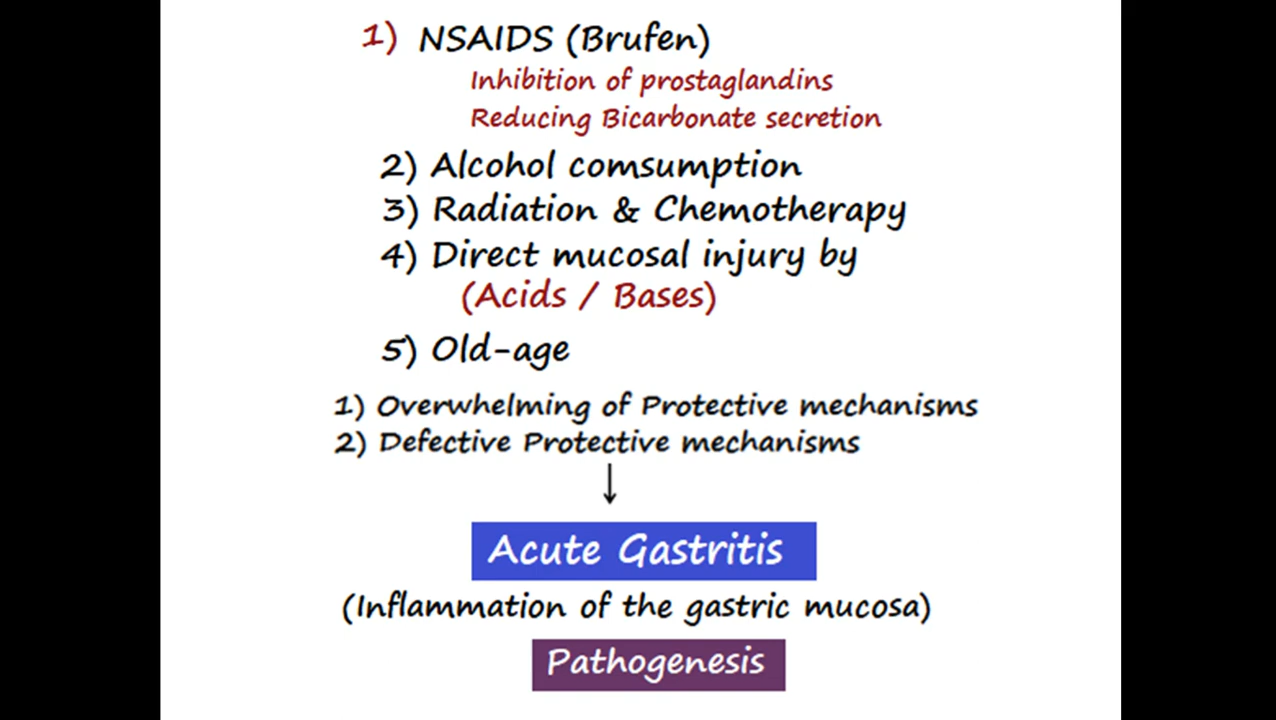 1) NSAIDS (Brufen)
Inhibition of prostaglandins
Reducing Bicarbonate secretion
2) Alcohol comsumption
3) Radiation & Chemotherapy
4) Direct mucosal injury by
(Acids / Bases)
5) Old-age
1) Overwhelming of Protective mechanisms
2) Defective Protective mechanisms
Acute Gastritis
(Inflammation of the gastric mucosa)
Pathogenesis